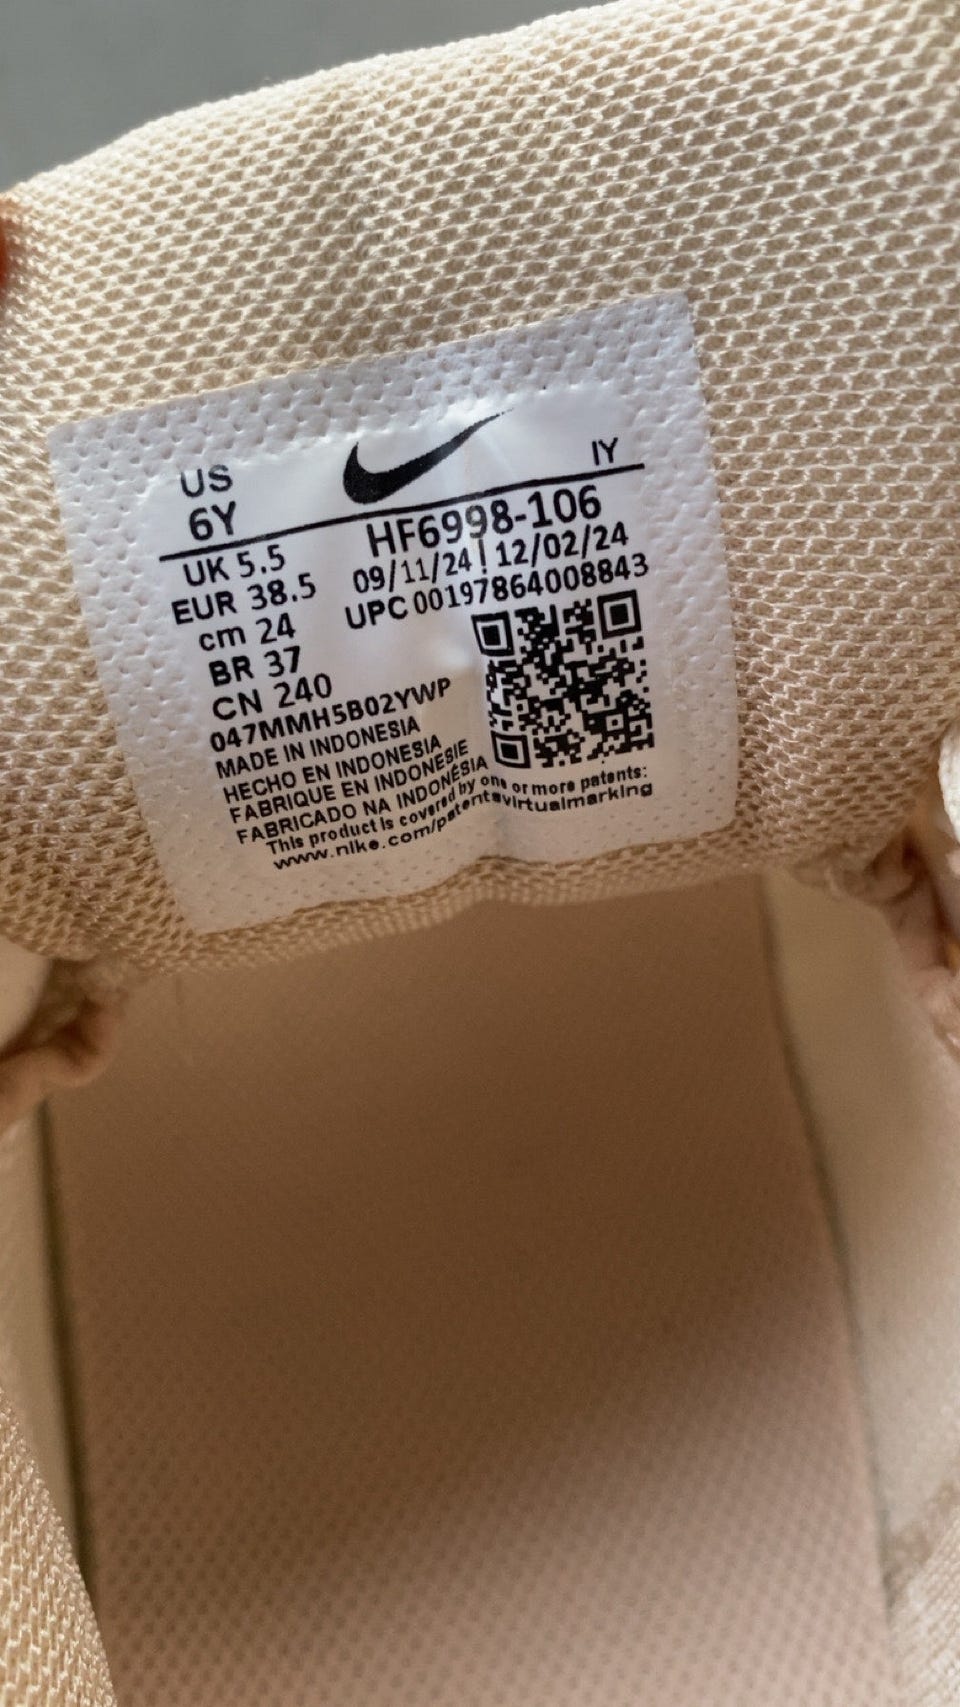 US
6Y
IY
UK 5.5
EUR 38.5
cm 24
BR 37
CN 240
HF6998-106
09/11/24 | 12/02/24
UPC 00197864008843
047MMH5B02YWP
MADE IN INDONESIA
HECHO EN INDONESIA
FABRIQUE EN INDONESIE
FABRICADO NA INDONÉSIA
This product is covered by one or more patents:
www.nike.com/patentsvirtualmarking